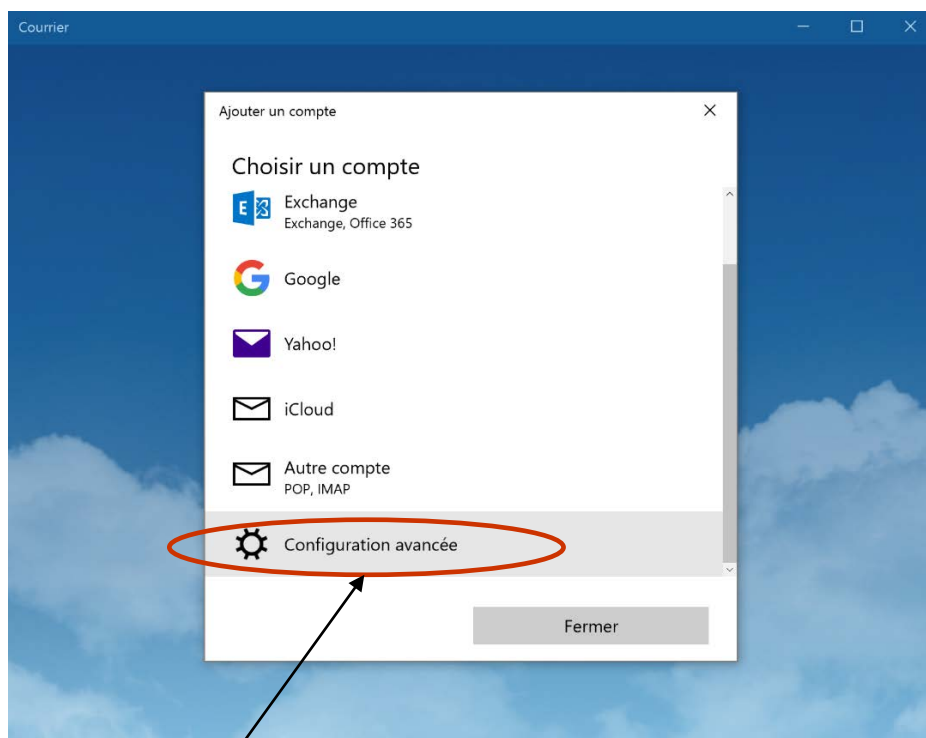 Courrier
Ajouter un compte
Choisir un compte
Exchange
Exchange, Office 365
Google
Yahoo!
iCloud
Autre compte
POP, IMAP
Configuration avancée
Fermer